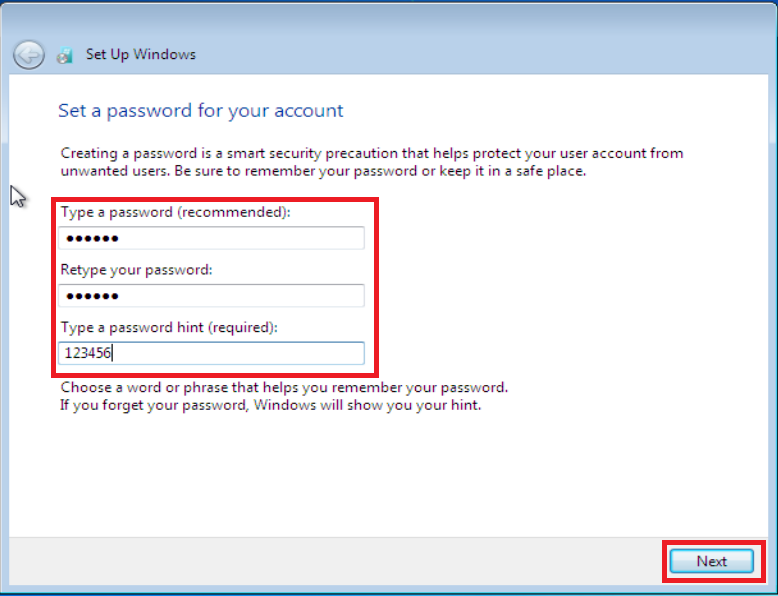 Set Up Windows
Set a password for your account
Creating a password is a smart security precaution that helps protect your user account from
unwanted users. Be sure to remember your password or keep it in a safe place.
Type a password (recommended):
●●●●●●
Retype your password:
●●●●●●
Type a password hint (required):
123456
Choose a word or phrase that helps you remember your password.
If you forget your password, Windows will show you your hint.
Next